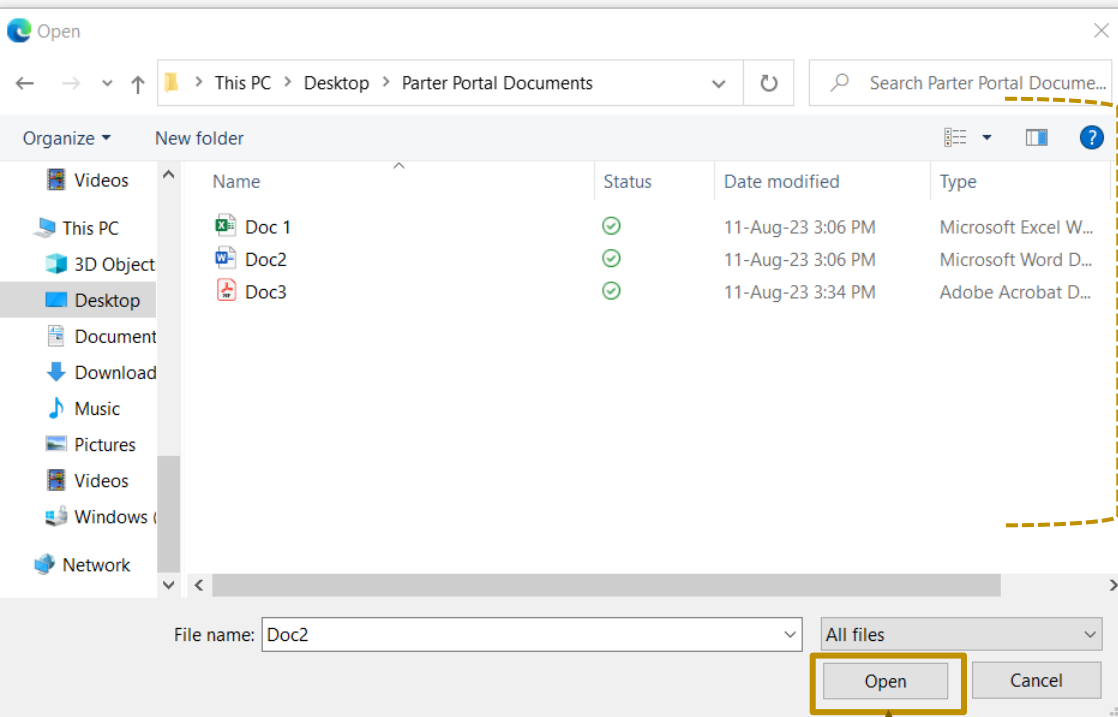 Open
This PC > Desktop > Parter Portal Documents
Search Parter Portal Docume...
Organize
New folder
?
Videos
This PC
3D Object
Desktop
Document
Download
Music
Pictures
Videos
Windows (
Network
Name Status Date modified Type
Doc 1 11-Aug-23 3:06 PM Microsoft Excel W...
Doc2 11-Aug-23 3:06 PM Microsoft Word D...
Doc3 11-Aug-23 3:34 PM Adobe Acrobat D...
File name: Doc2
All files
Open
Cancel